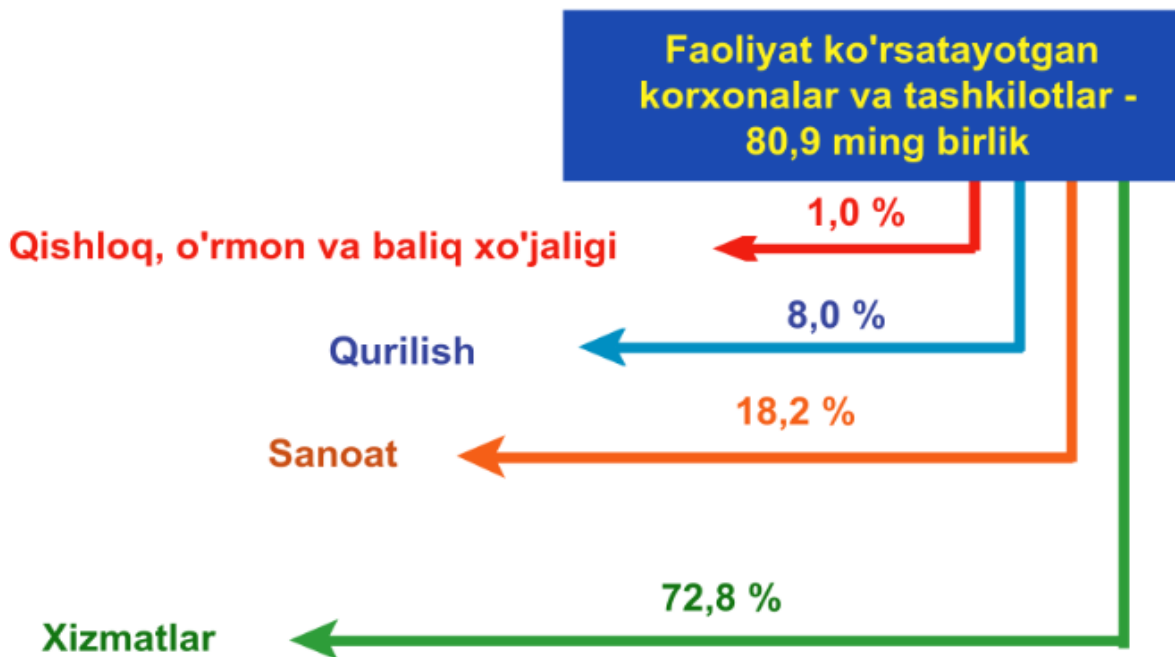 Faoliyat ko'rsatayotgan
korxonalar va tashkilotlar -
80,9 ming birlik
1,0 %
Qishloq, o'rmon va baliq xo'jaligi
8,0 %
Qurilish
18,2 %
Sanoat
72,8 %
Xizmatlar